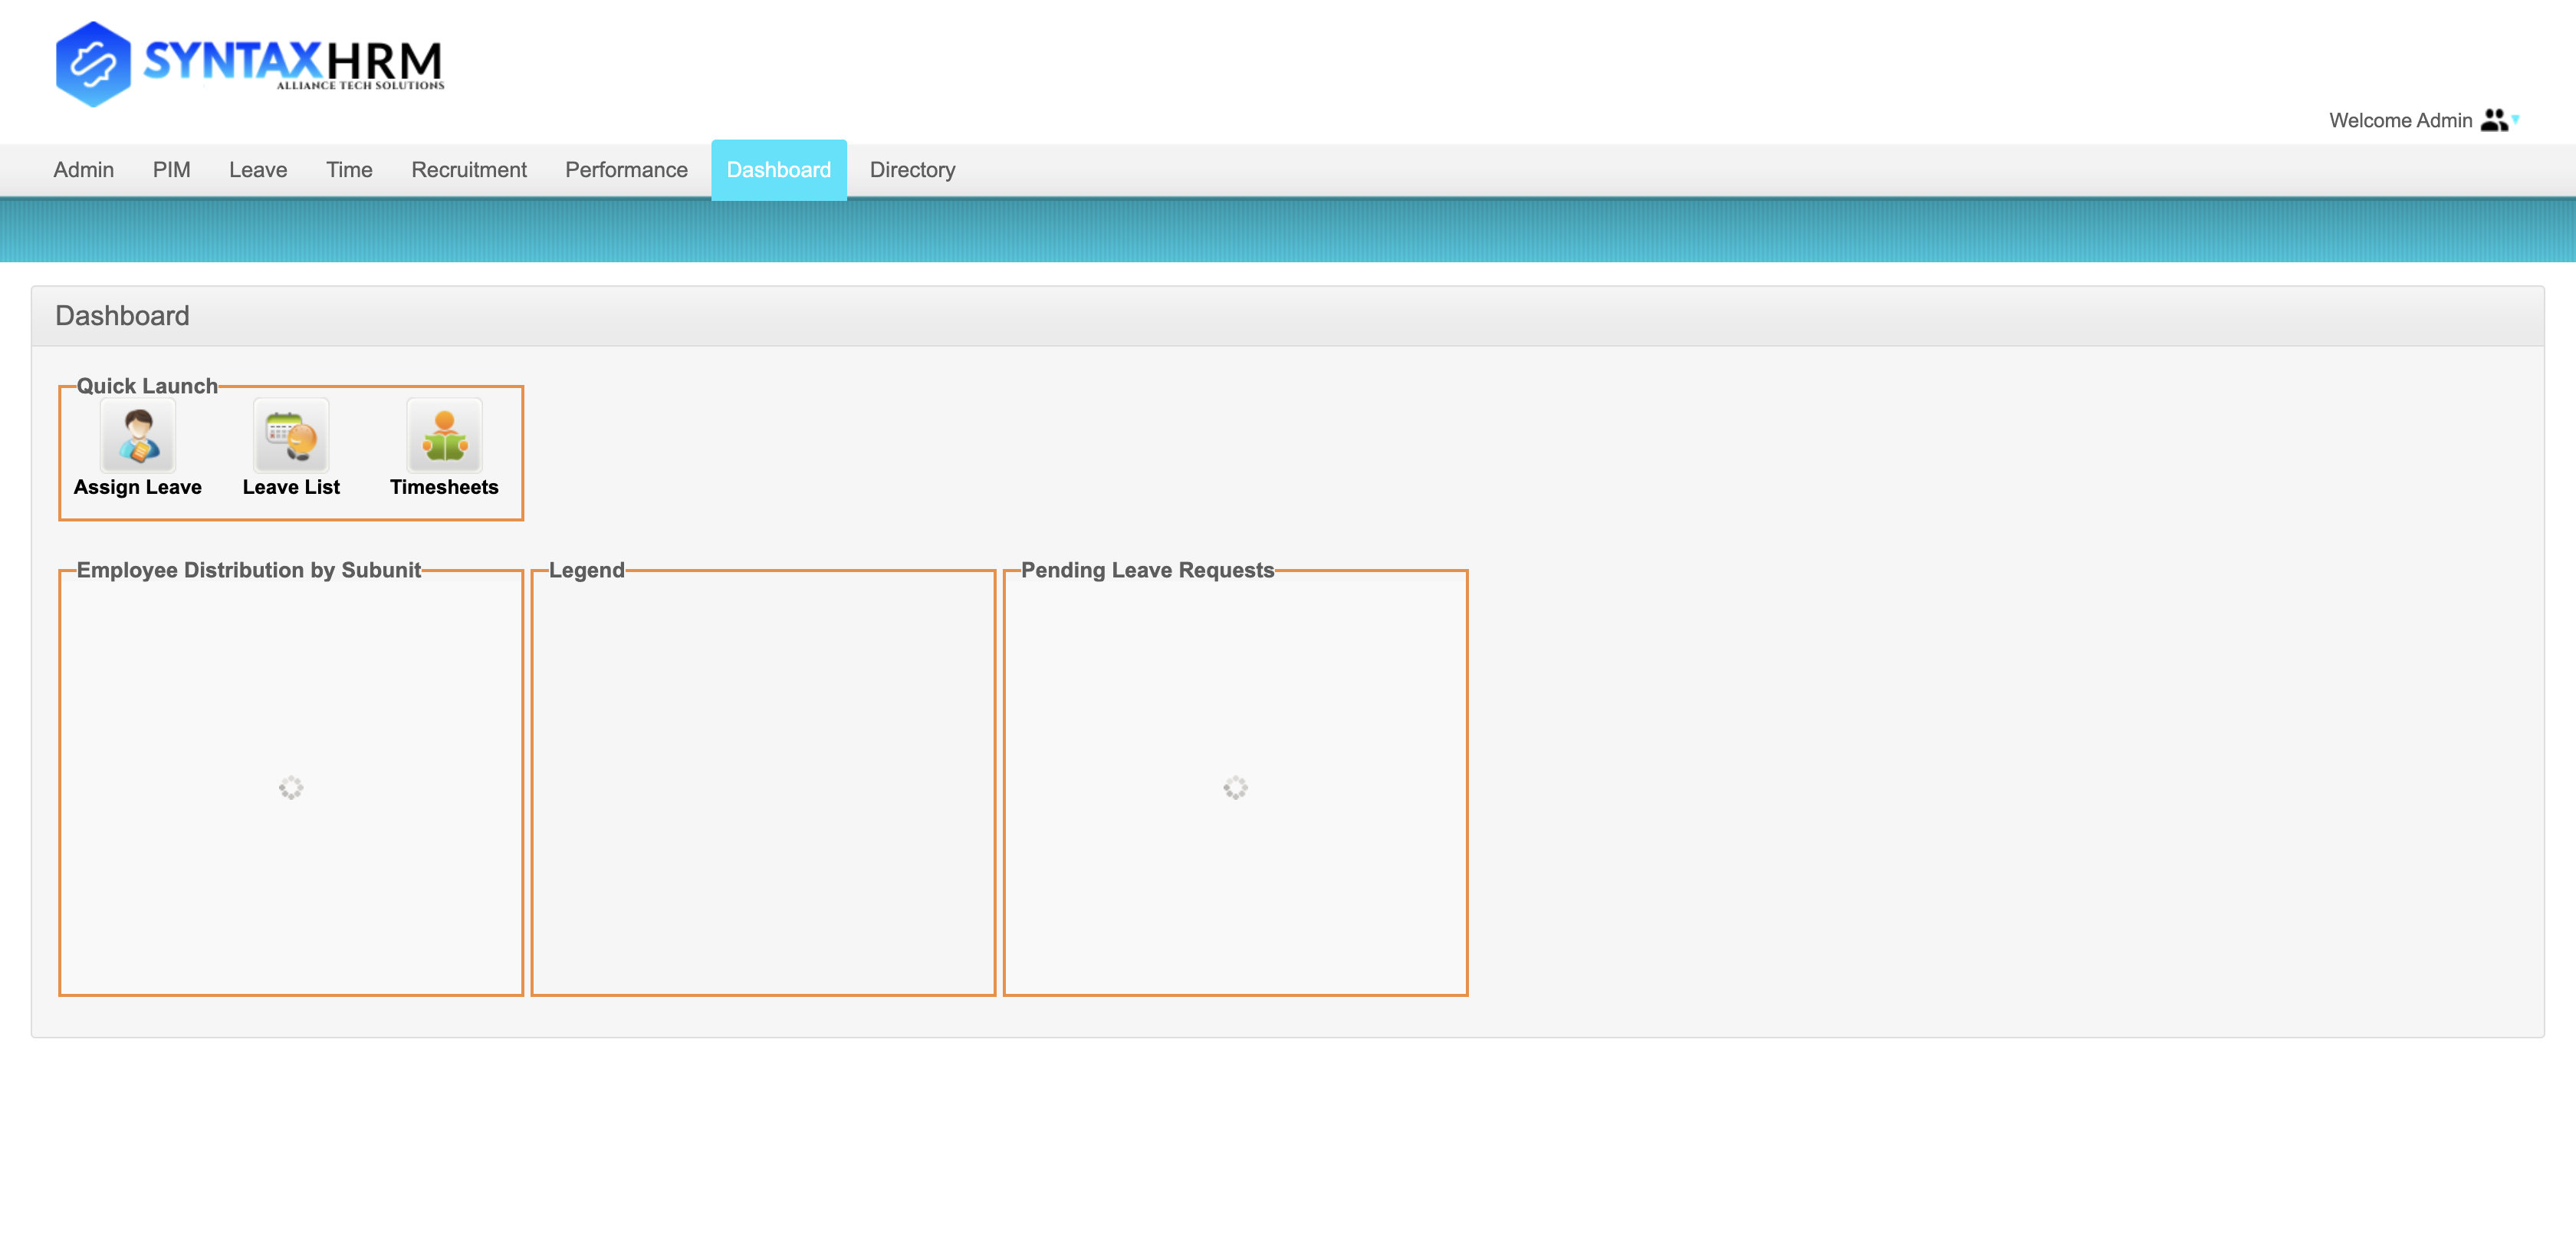 SYNTAXHRM
ALLIANCE TECH SOLUTIONS
Welcome Admin
Admin PIM Leave Time Recruitment Performance Dashboard Directory
Dashboard
Quick Launch
Assign Leave Leave List Timesheets
Employee Distribution by Subunit Legend Pending Leave Requests